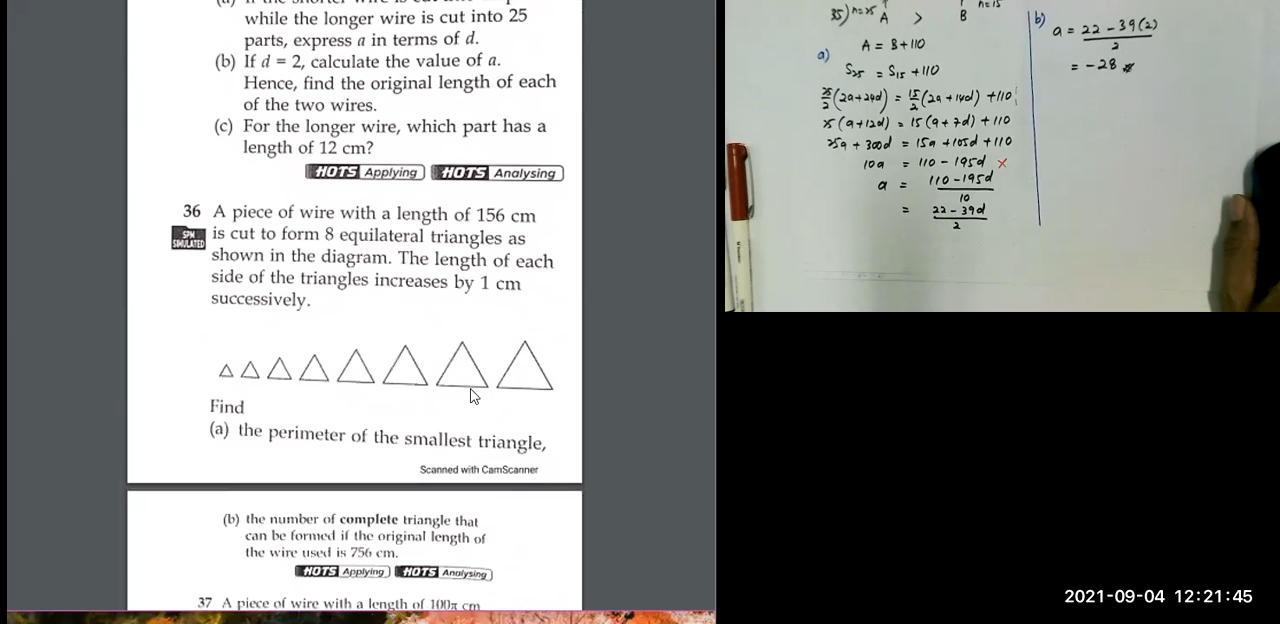 while the longer wire is cut into 25
parts, express a in terms of d.
(b) If d = 2, calculate the value of a.
Hence, find the original length of each
of the two wires.
(c) For the longer wire, which part has a
length of 12 cm?
HOTS Applying HOTS Analysing
36 A piece of wire with a length of 156 cm
SPM SIMULATED is cut to form 8 equilateral triangles as
shown in the diagram. The length of each
side of the triangles increases by 1 cm
successively.
Find
(a) the perimeter of the smallest triangle,
Scanned with CamScanner
(b) the number of complete triangle that
can be formed if the original length of
the wire used is 756 cm.
HOTS Applying HOTS Analysing
37 A piece of wire with a length of 100π cm
35) n=25 A > B n=15
a) A = B+110
S25 = S15 +110
25/2 (2a+24d) = 15/2 (2a+14d) +110
25 (a+12d) = 15 (a+7d) +110
25a + 300d = 15a +105d +110
10a = 110 - 195d ×
a = 110-195d / 10
= 22-39d / 2
b) a = 22 - 39(2) / 2
= -28
2021-09-04 12:21:45